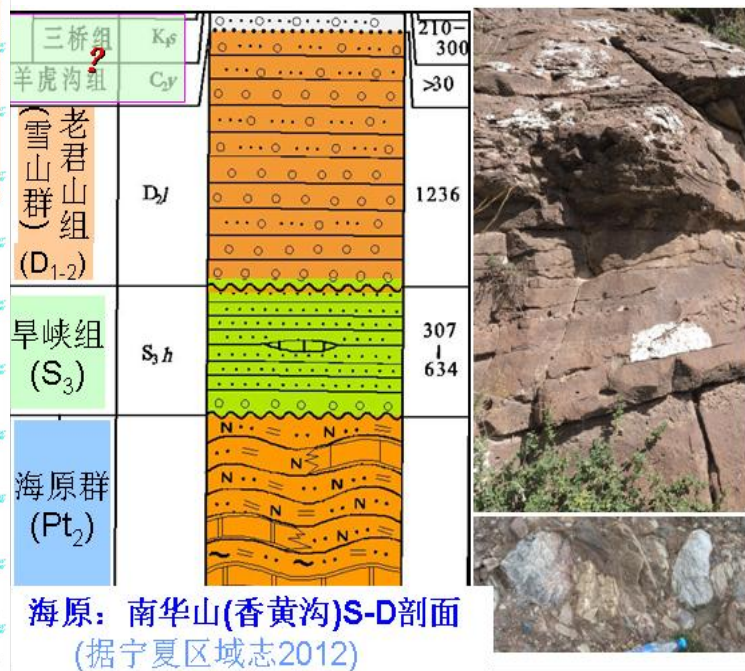 三桥组 K₁s 210-300
?
羊虎沟组 C₂y >30
老君山组
(雪山群)
(D₁₋₂)
D₂l 1236
旱峡组
(S₃)
S₃h 307-634
海原群
(Pt₂)
N N N N N N N N
海原：南华山(香黄沟)S-D剖面
(据宁夏区域志2012)